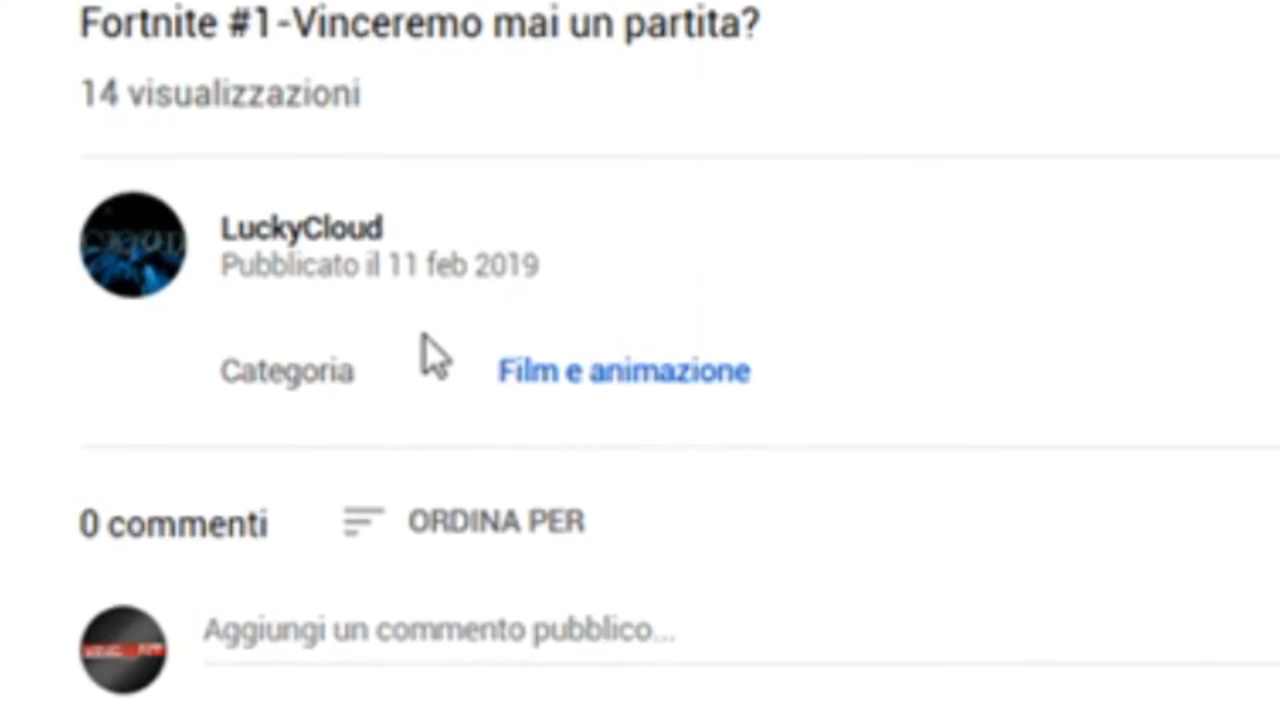 Fortnite #1-Vinceremo mai un partita?
14 visualizzazioni
LuckyCloud
Pubblicato il 11 feb 2019
Categoria Film e animazione
0 commenti ORDINA PER
Aggiungi un commento pubblico...